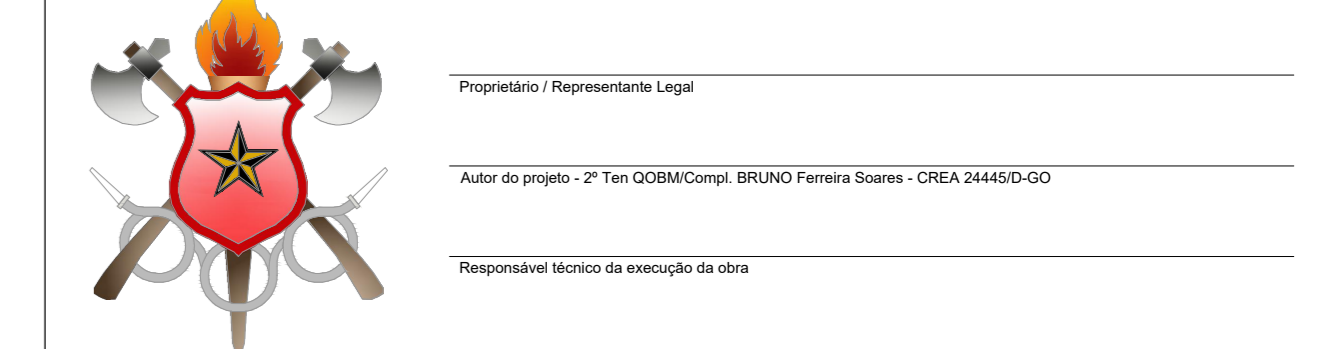 Proprietário / Representante Legal
Autor do projeto - 2º Ten QOBM/Compl. BRUNO Ferreira Soares - CREA 24445/D-GO
Responsável técnico da execução da obra